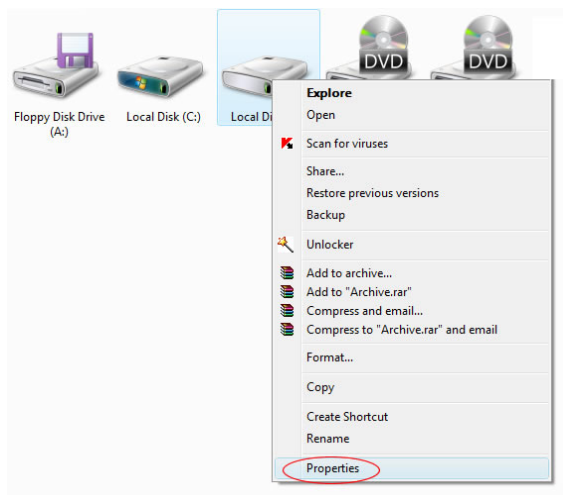 DVD
DVD
Floppy Disk Drive
(A:)
Local Disk (C:)
Local Di
Explore
Open
Scan for viruses
Share...
Restore previous versions
Backup
Unlocker
Add to archive...
Add to "Archive.rar"
Compress and email...
Compress to "Archive.rar" and email
Format...
Copy
Create Shortcut
Rename
Properties